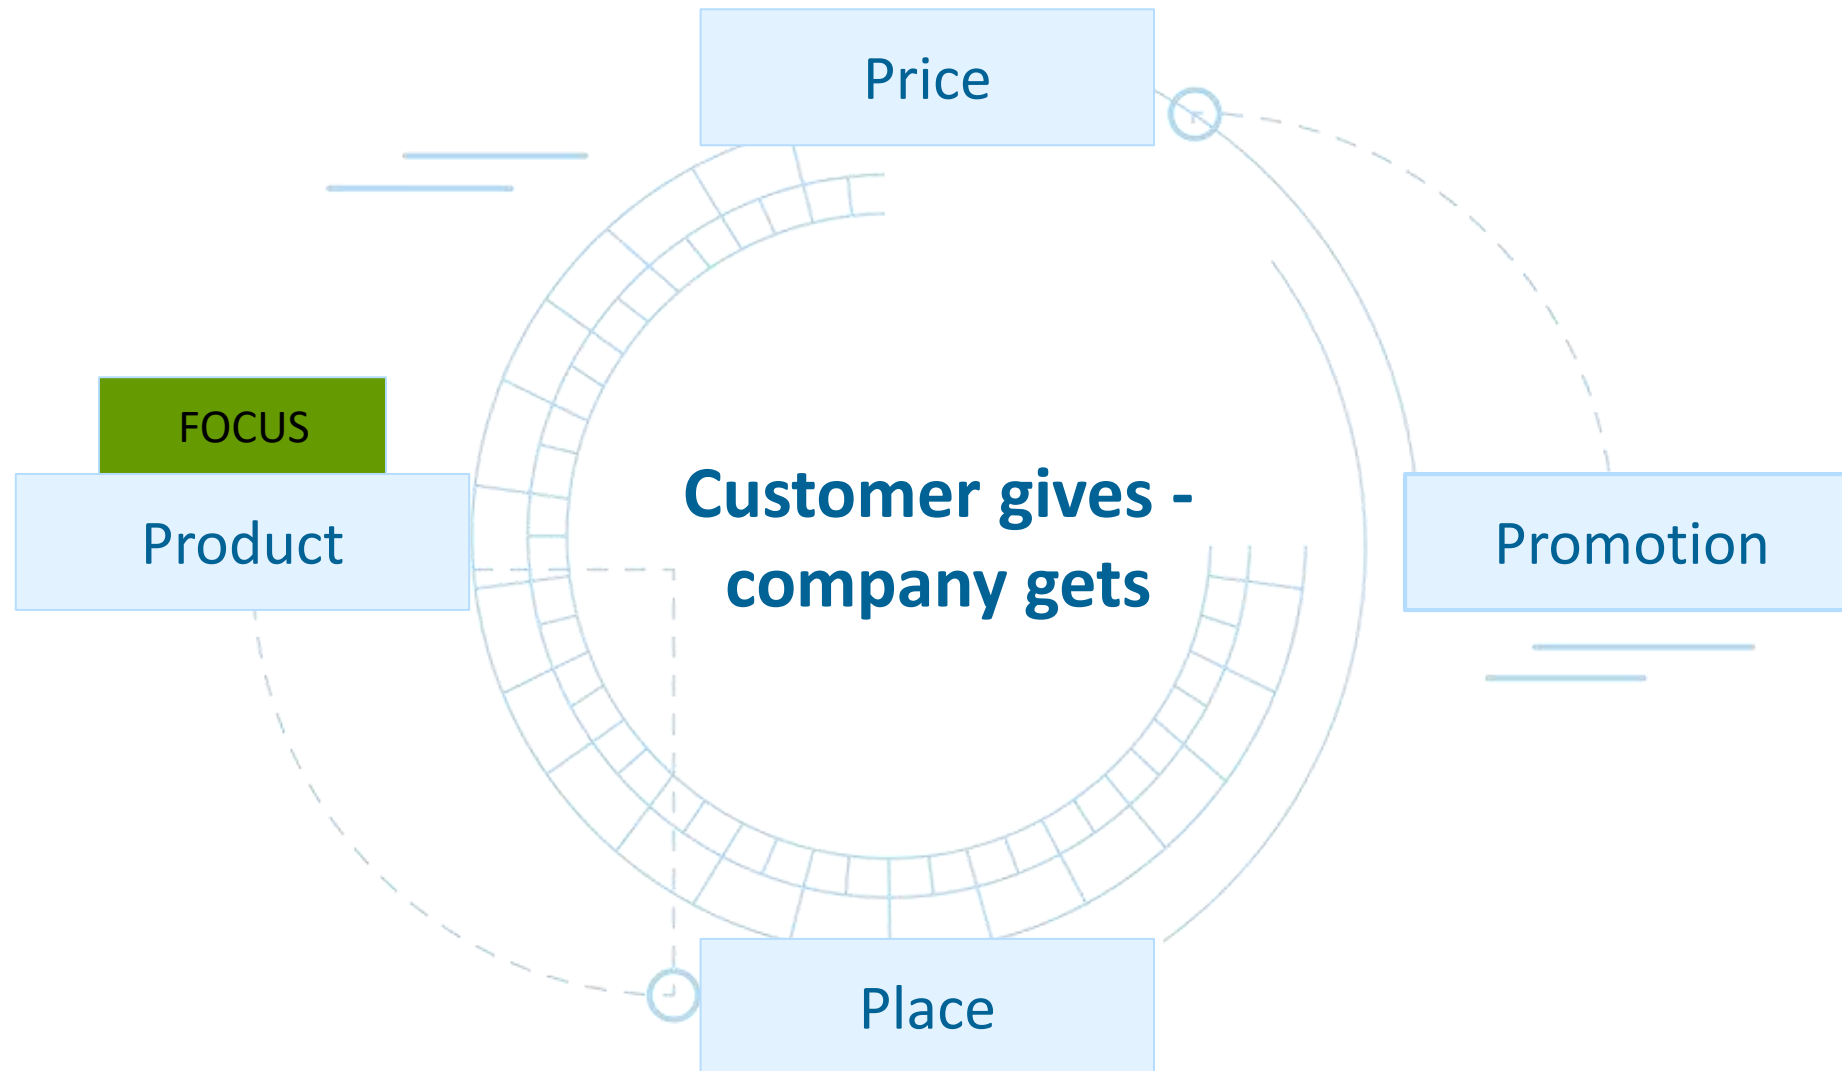 Price
FOCUS
Product
Customer gives -
company gets
Promotion
Place